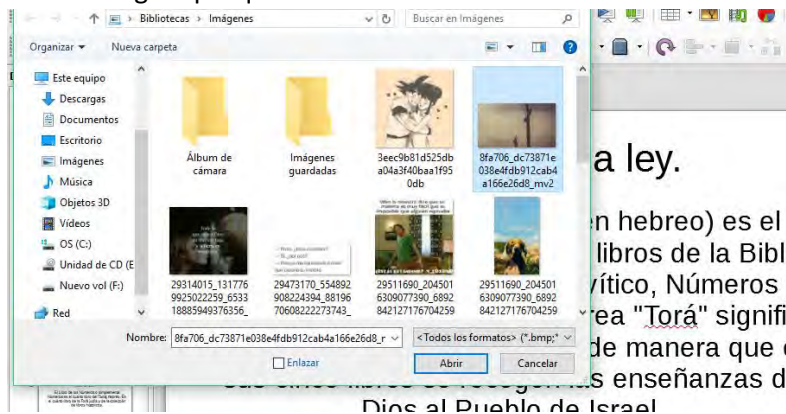 Bibliotecas > Imágenes
Buscar en Imágenes
Organizar
Nueva carpeta
Este equipo
Descargas
Documentos
Escritorio
Imágenes
Música
Objetos 3D
Vídeos
OS (C:)
Unidad de CD (E
Nuevo vol (F:)
Red
Álbum de
cámara
Imágenes
guardadas
3eec9b81d525db
a04a3f40baa1f95
0db
8fa706_dc73871e
038e4fdb912cab4
a166e26d8_mv2
29314015_131776
9925022259_6533
18885949376356_
29473170_554892
908224394_88196
70608222273743_
29511690_204501
6309077390_6892
842127176704259
29511690_204501
6309077390_6892
842127176704259
Nombre:
8fa706_dc73871e038e4fdb912cab4a166e26d8_r
<Todos los formatos> (*.bmp;*
Enlazar
Abrir
Cancelar
a ley.
en hebreo) es el
libros de la Bibl
vítico, Números
rea "Torá" signifi
de manera que
enseñanzas d
Dios al Pueblo de Israel